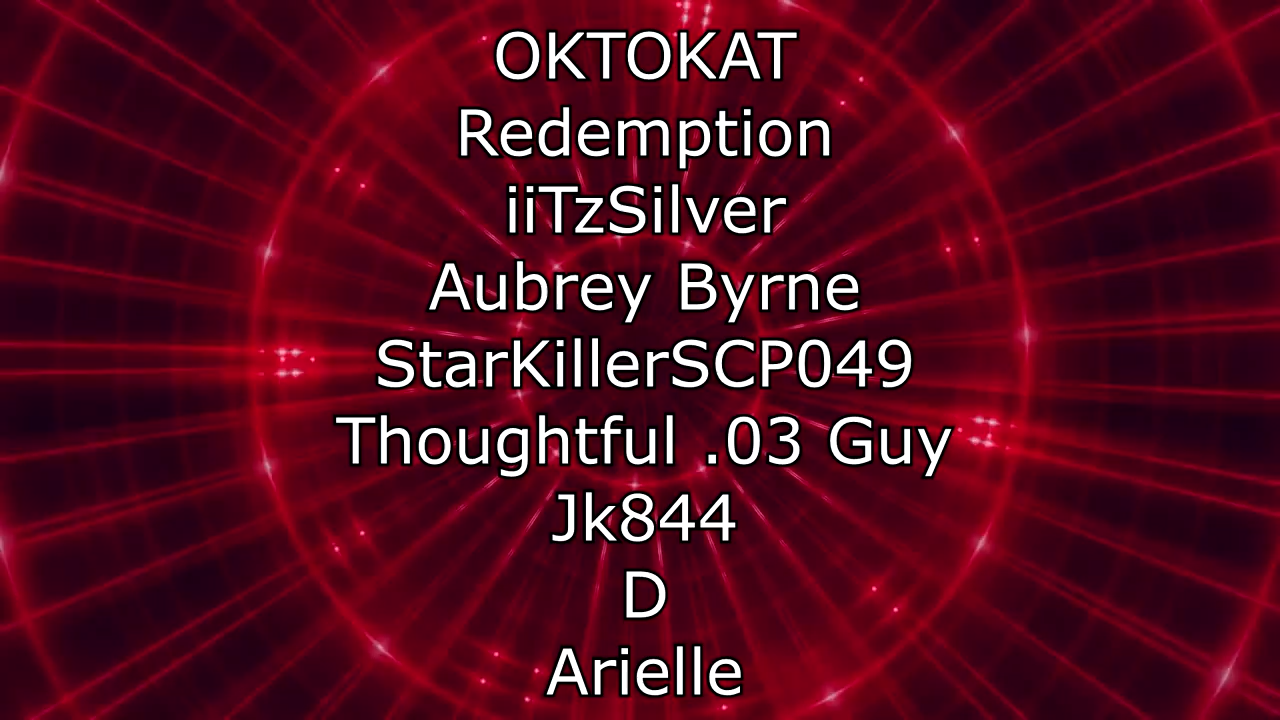 OKTOKAT
Redemption
iiTzSilver
Aubrey Byrne
StarKillerSCP049
Thoughtful .03 Guy
Jk844
D
Arielle